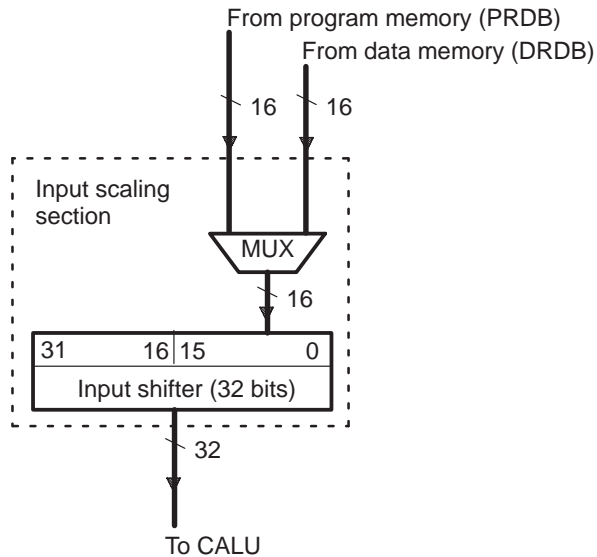 From program memory (PRDB)
From data memory (DRDB)
16
16
Input scaling
section
MUX
16
31 16 15 0
Input shifter (32 bits)
32
To CALU